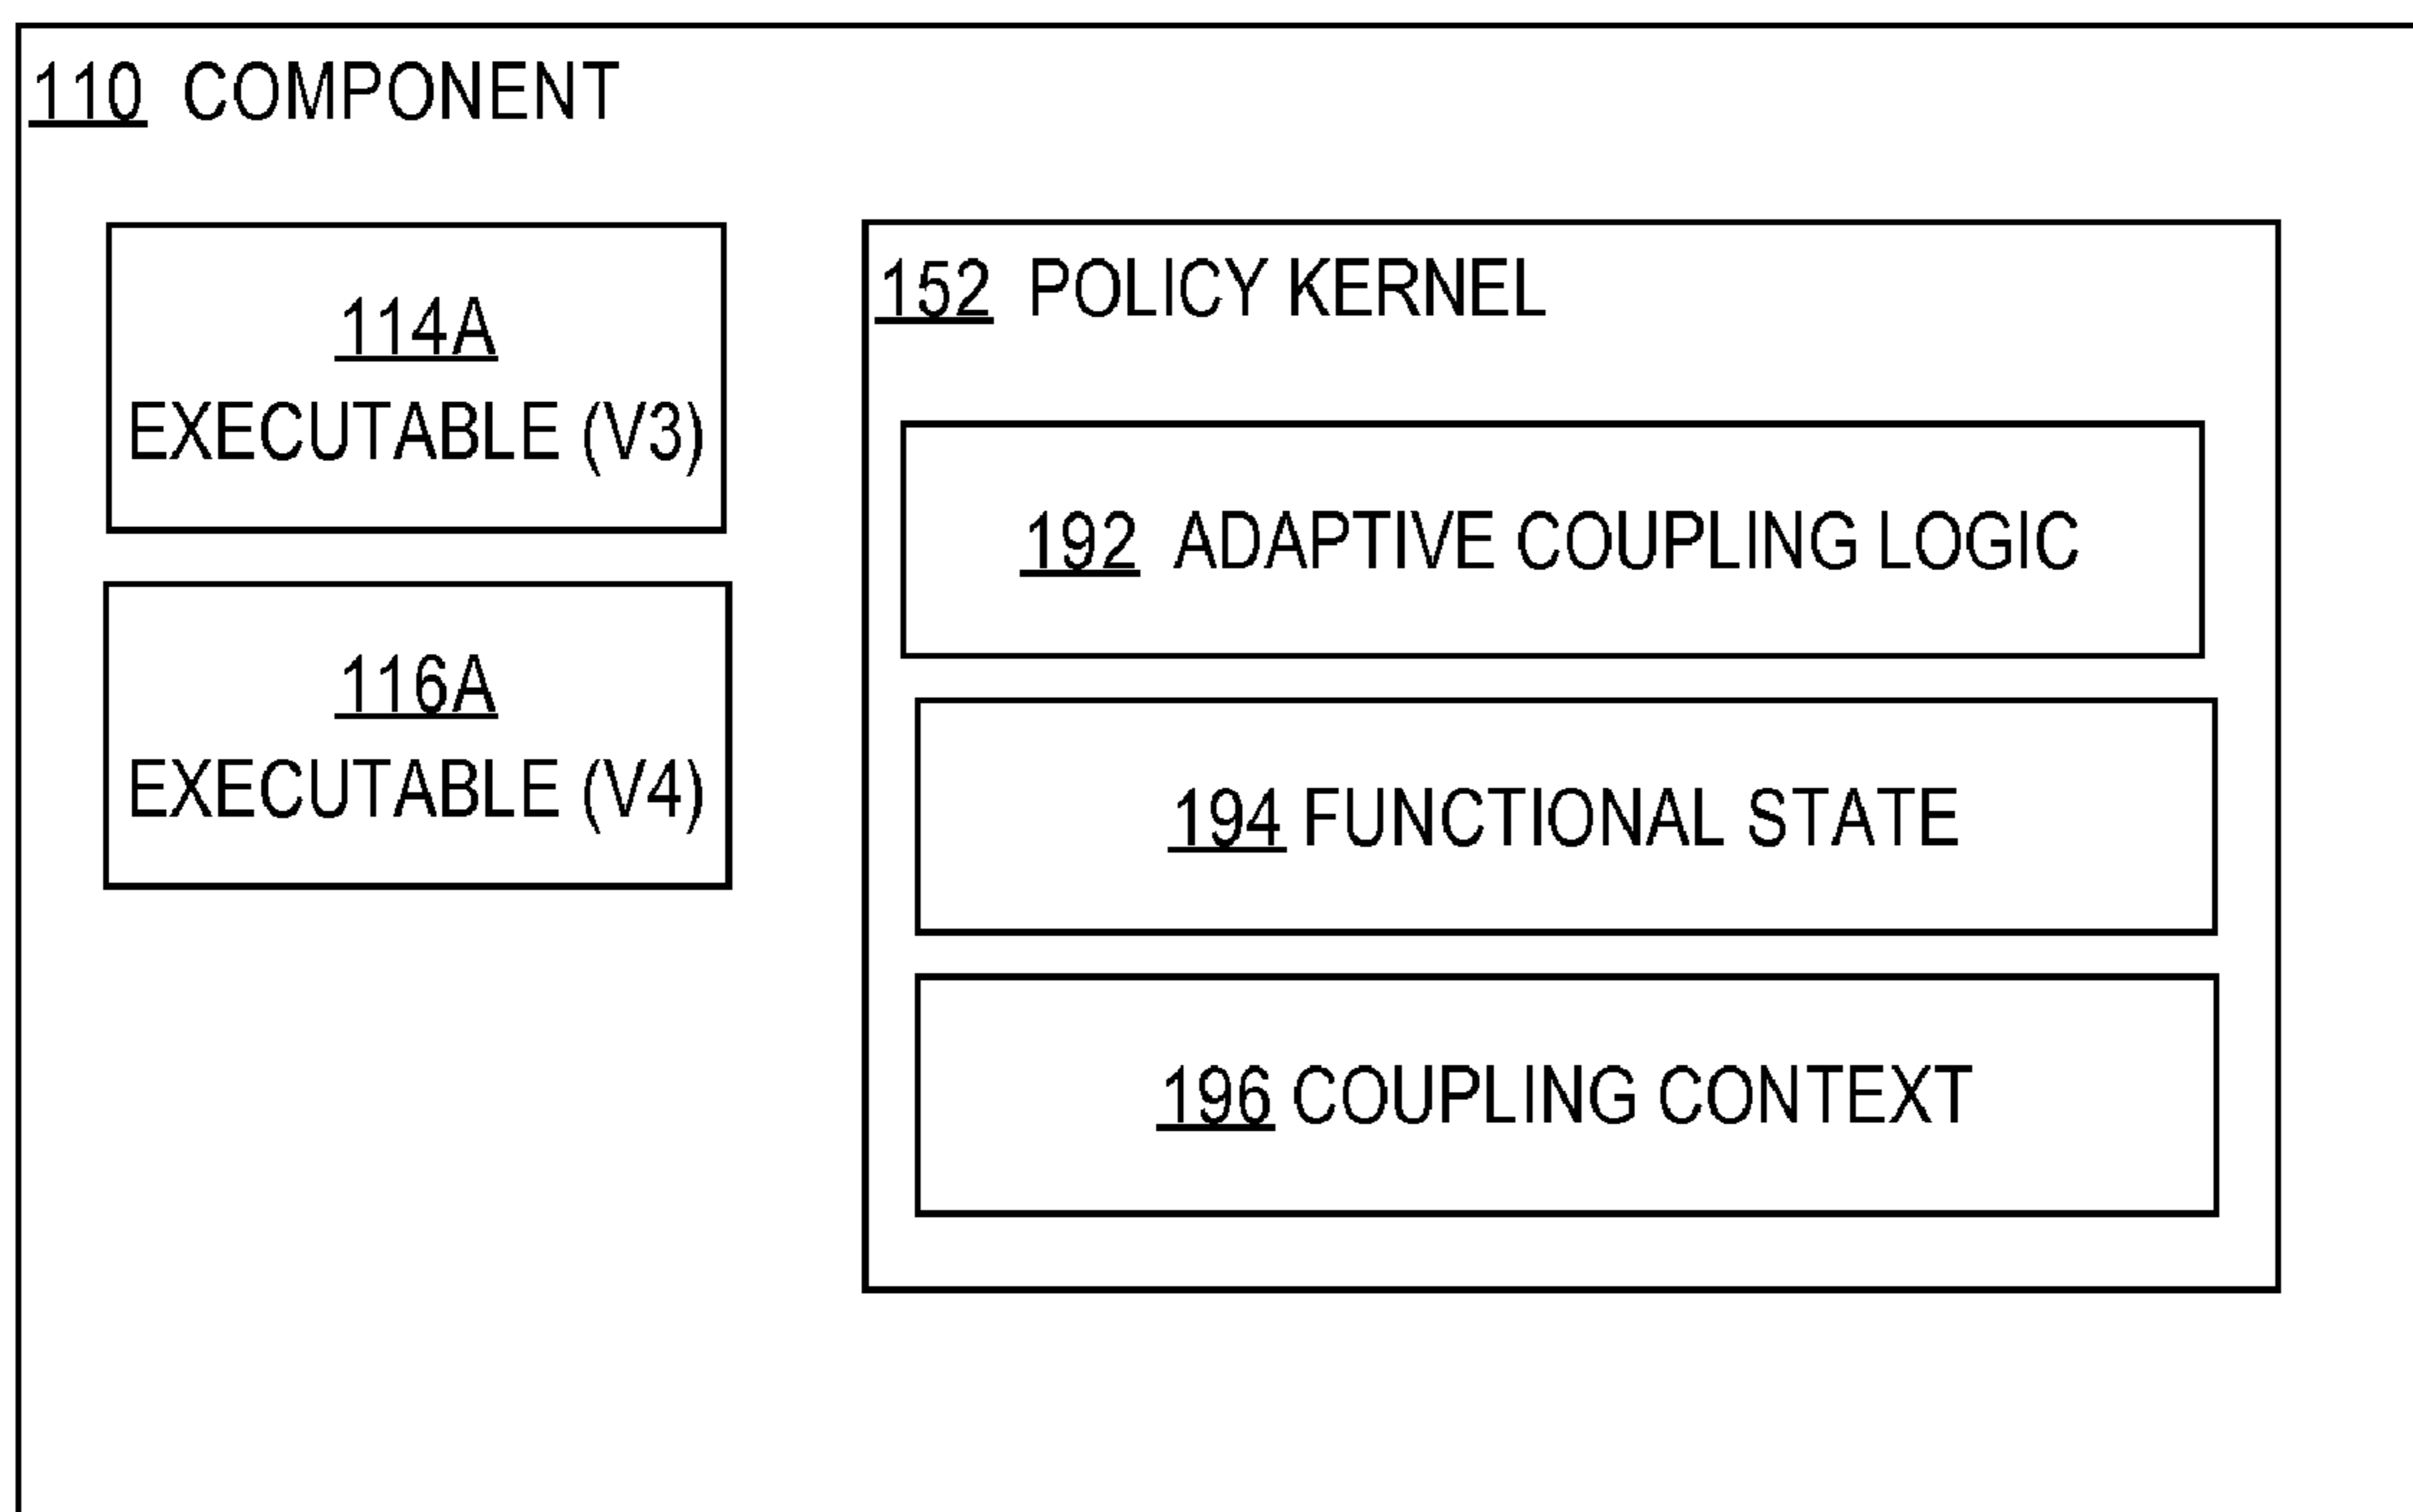 110 COMPONENT
114A
EXECUTABLE (V3)
116A
EXECUTABLE (V4)
152 POLICY KERNEL
192 ADAPTIVE COUPLING LOGIC
194 FUNCTIONAL STATE
196 COUPLING CONTEXT